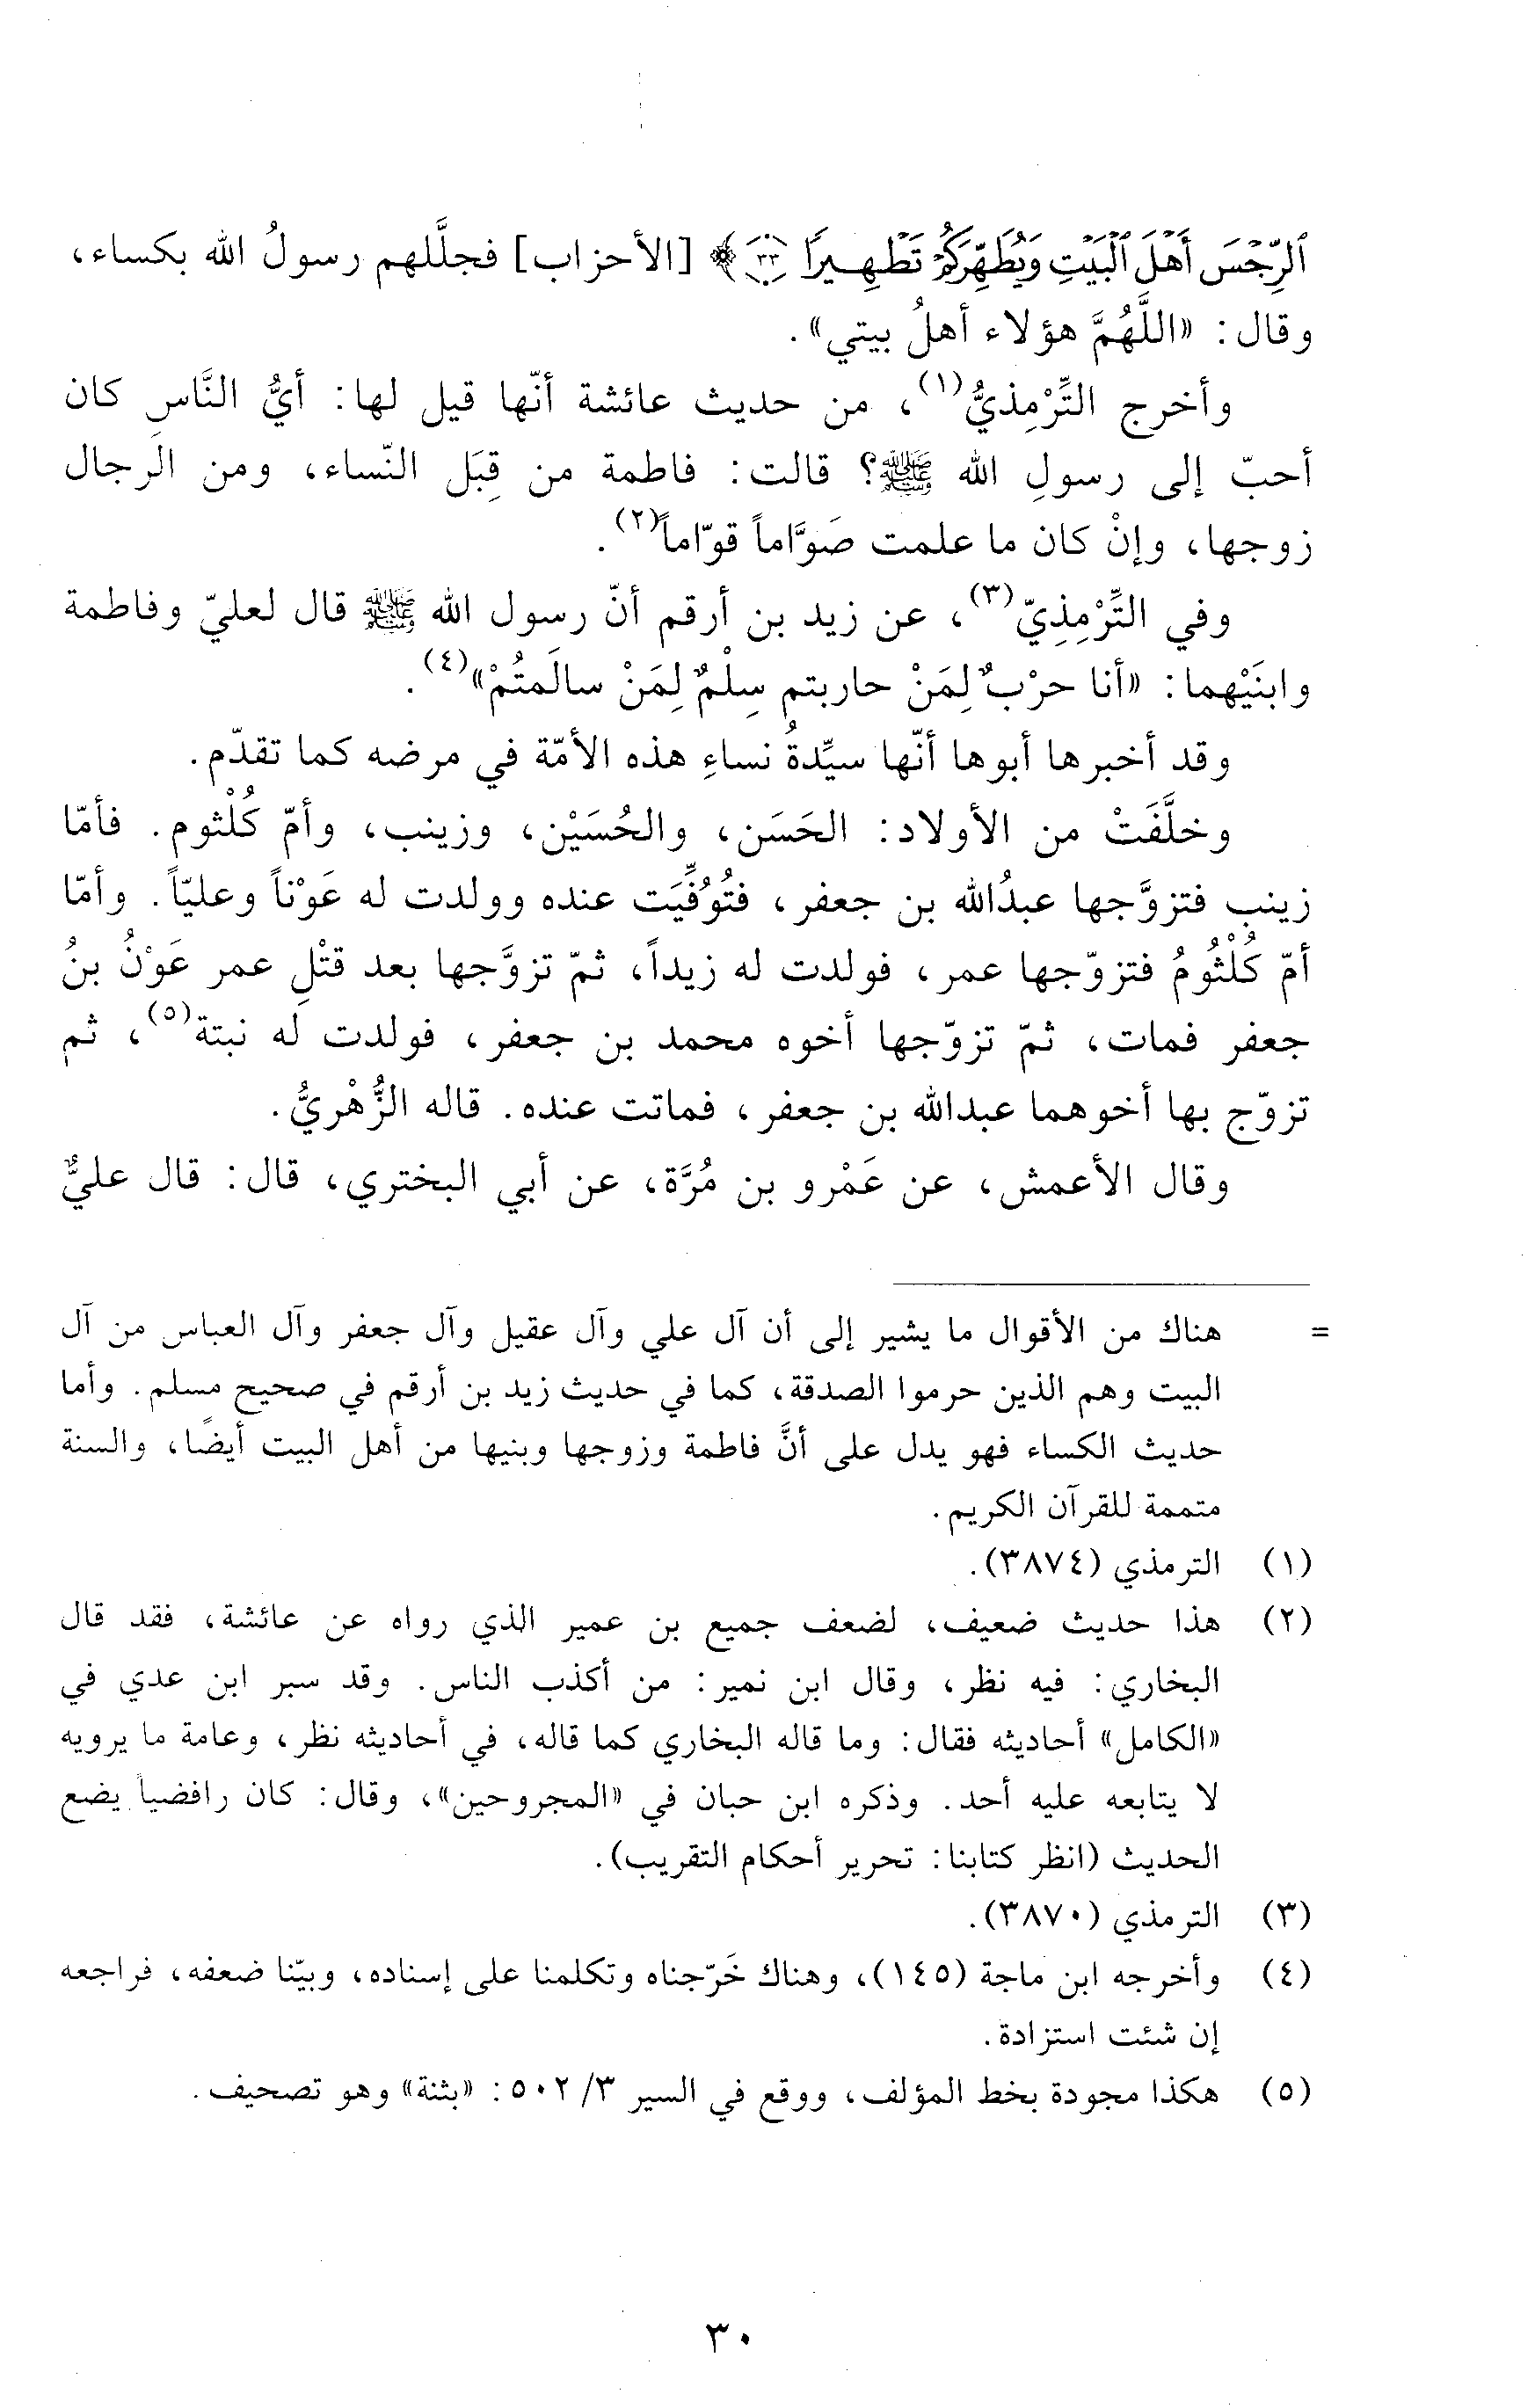 ٱلرِّجْسَ أَهْلَ ٱلْبَيْتِ وَيُطَهِّرَكُمْ تَطْهِيرًا ﴿٣٣﴾ [الأحزاب] فجلَّلهم رسولُ الله بكساء،
وقال: «اللَّهُمَّ هؤلاء أهلُ بيتي».
وأخرج التِّرْمِذيُّ(١)، من حديث عائشة أنّها قيل لها: أيُّ النَّاسِ كان
أحبّ إلى رسولِ الله ﷺ؟ قالت: فاطمة من قِبَل النّساء، ومن الرجال
زوجها، وإنْ كان ما علمت صَوَّاماً قوّاماً(٢).
وفي التِّرْمِذِيّ(٣)، عن زيد بن أرقم أنّ رسول الله ﷺ قال لعليّ وفاطمة
وابنَيْهما: «أنا حرْبٌ لِمَنْ حاربتم سِلْمٌ لِمَنْ سالَمتُمْ»(٤).
وقد أخبرها أبوها أنّها سيِّدةُ نساءِ هذه الأمّة في مرضه كما تقدّم.
وخلَّفَتْ من الأولاد: الحَسَن، والحُسَيْن، وزينب، وأمّ كُلْثوم. فأمّا
زينب فتزوَّجها عبدُالله بن جعفر، فتُوُفِّيَت عنده وولدت له عَوْناً وعليّاً. وأمّا
أمّ كُلْثُومُ فتزوّجها عمر، فولدت له زيداً، ثمّ تزوَّجها بعد قتْلِ عمر عَوْنُ بنُ
جعفر فمات، ثمّ تزوّجها أخوه محمد بن جعفر، فولدت له نبتة(٥)، ثم
تزوّج بها أخوهما عبدالله بن جعفر، فماتت عنده. قاله الزُّهْريُّ.
وقال الأعمش، عن عَمْرو بن مُرَّة، عن أبي البختري، قال: قال عليٌّ
= هناك من الأقوال ما يشير إلى أن آل علي وآل عقيل وآل جعفر وآل العباس من آل
البيت وهم الذين حرموا الصدقة، كما في حديث زيد بن أرقم في صحيح مسلم. وأما
حديث الكساء فهو يدل على أنَّ فاطمة وزوجها وبنيها من أهل البيت أيضًا، والسنة
متممة للقرآن الكريم.
(١) الترمذي (٣٨٧٤).
(٢) هذا حديث ضعيف، لضعف جميع بن عمير الذي رواه عن عائشة، فقد قال
البخاري: فيه نظر، وقال ابن نمير: من أكذب الناس. وقد سبر ابن عدي في
«الكامل» أحاديثه فقال: وما قاله البخاري كما قاله، في أحاديثه نظر، وعامة ما يرويه
لا يتابعه عليه أحد. وذكره ابن حبان في «المجروحين»، وقال: كان رافضياً يضع
الحديث (انظر كتابنا: تحرير أحكام التقريب).
(٣) الترمذي (٣٨٧٠).
(٤) وأخرجه ابن ماجة (١٤٥)، وهناك خَرّجناه وتكلمنا على إسناده، وبيّنا ضعفه، فراجعه
إن شئت استزادة.
(٥) هكذا مجودة بخط المؤلف، ووقع في السير ٣/ ٥٠٢: «بثنة» وهو تصحيف.
٣٠